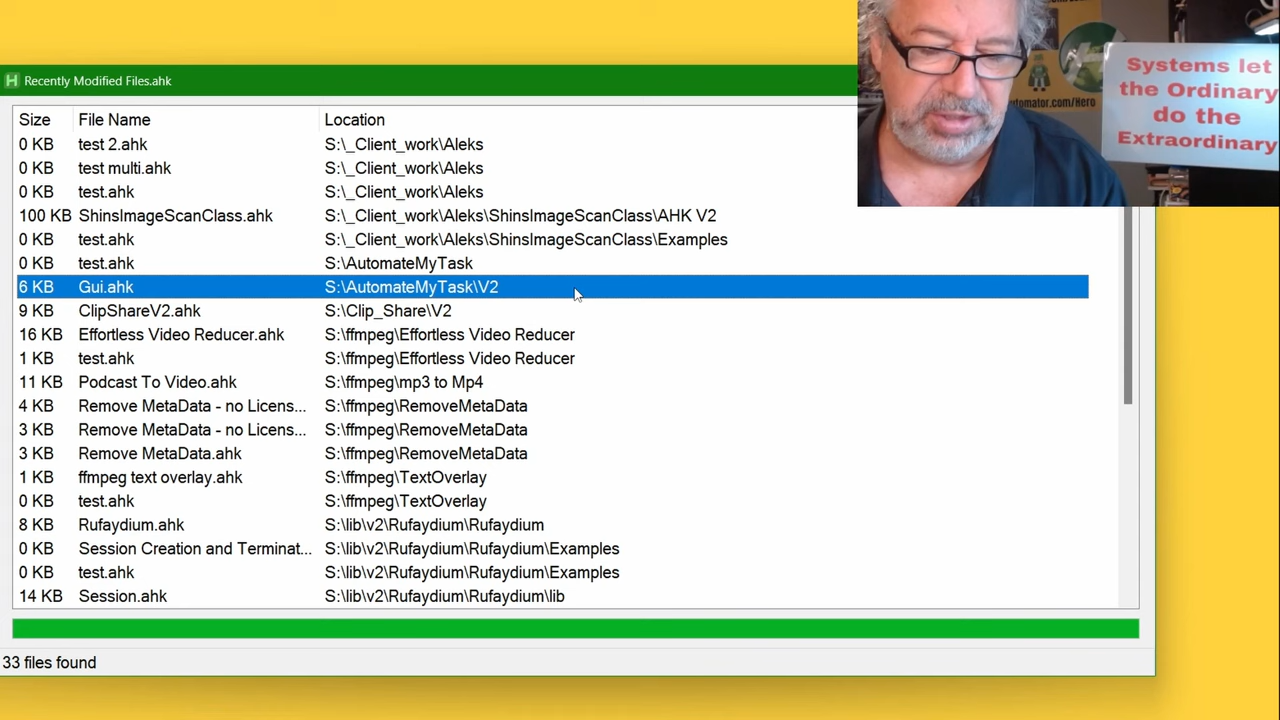 Recently Modified Files.ahk
Size File Name Location
0 KB test 2.ahk S:\_Client_work\Aleks
0 KB test multi.ahk S:\_Client_work\Aleks
0 KB test.ahk S:\_Client_work\Aleks
100 KB ShinsImageScanClass.ahk S:\_Client_work\Aleks\ShinsImageScanClass\AHK V2
0 KB test.ahk S:\_Client_work\Aleks\ShinsImageScanClass\Examples
0 KB test.ahk S:\AutomateMyTask
6 KB Gui.ahk S:\AutomateMyTask\V2
9 KB ClipShareV2.ahk S:\Clip_Share\V2
16 KB Effortless Video Reducer.ahk S:\ffmpeg\Effortless Video Reducer
1 KB test.ahk S:\ffmpeg\Effortless Video Reducer
11 KB Podcast To Video.ahk S:\ffmpeg\mp3 to Mp4
4 KB Remove MetaData - no Licens... S:\ffmpeg\RemoveMetaData
3 KB Remove MetaData - no Licens... S:\ffmpeg\RemoveMetaData
3 KB Remove MetaData.ahk S:\ffmpeg\RemoveMetaData
1 KB ffmpeg text overlay.ahk S:\ffmpeg\TextOverlay
0 KB test.ahk S:\ffmpeg\TextOverlay
8 KB Rufaydium.ahk S:\lib\v2\Rufaydium\Rufaydium
0 KB Session Creation and Terminat... S:\lib\v2\Rufaydium\Rufaydium\Examples
0 KB test.ahk S:\lib\v2\Rufaydium\Rufaydium\Examples
14 KB Session.ahk S:\lib\v2\Rufaydium\Rufaydium\lib
33 files found
utomator.com/Hero
Systems let
the Ordinary
do the
Extraordinary